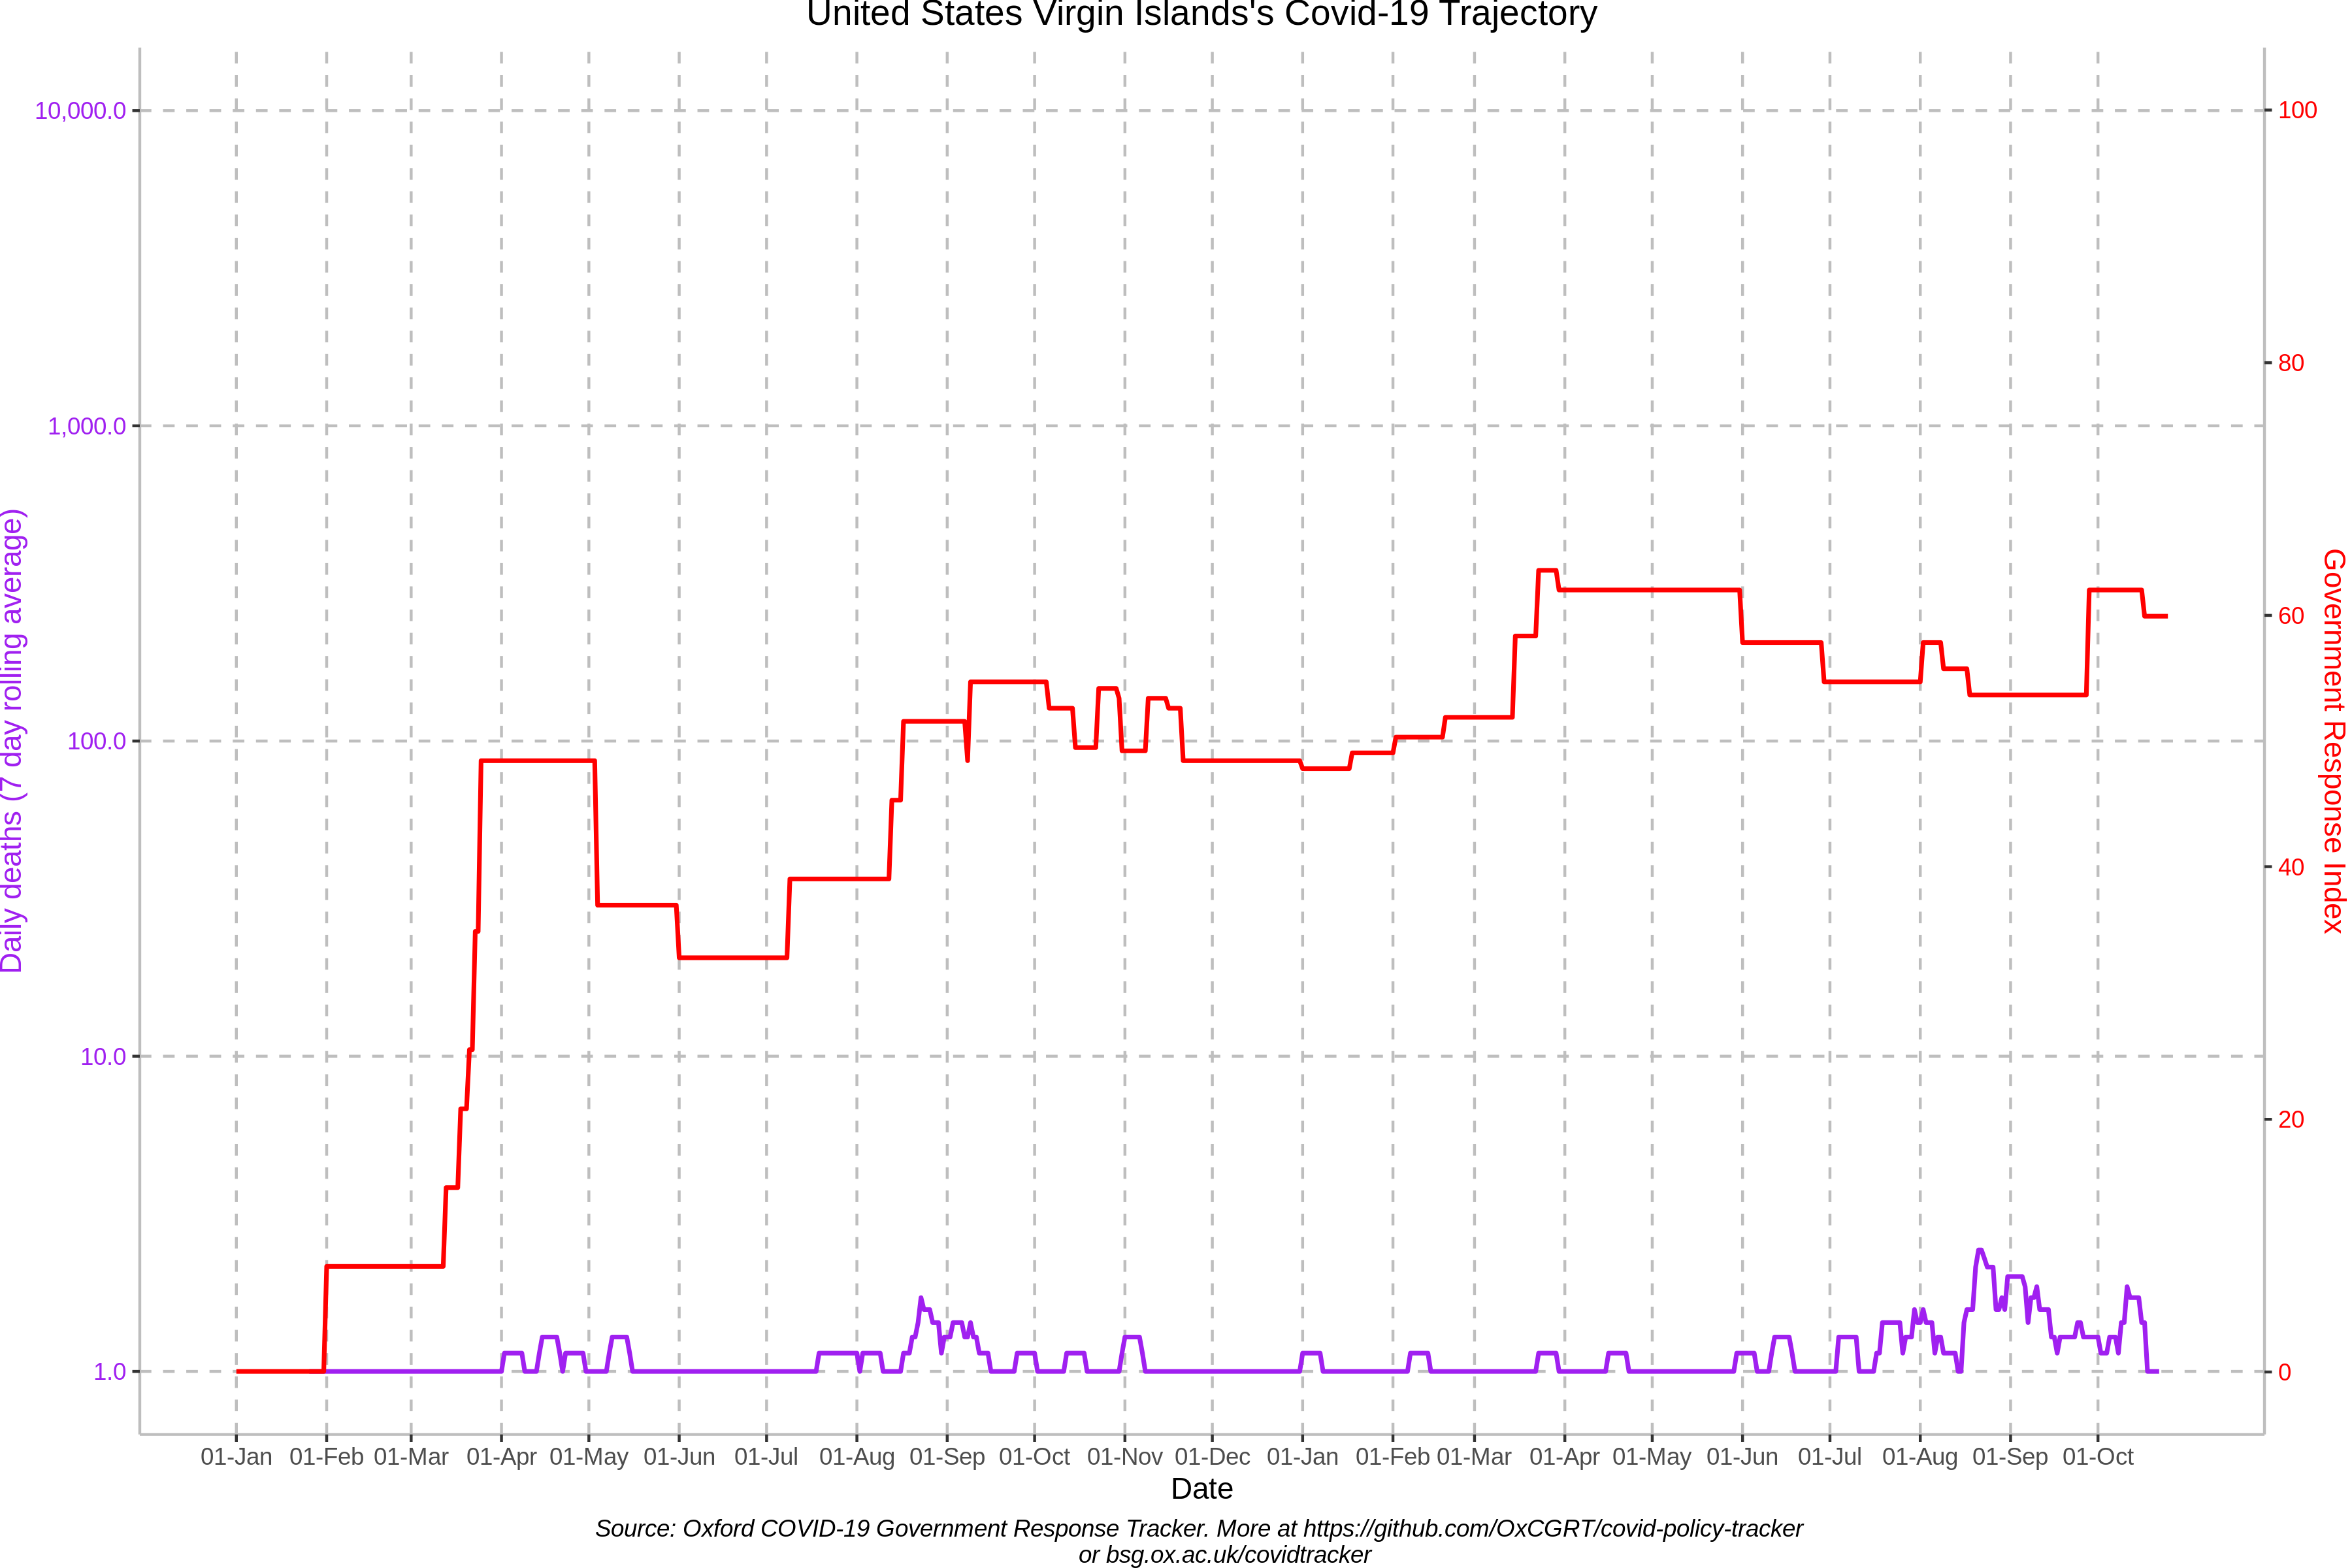 United States Virgin Islands's Covid-19 Trajectory
10,000.0
1,000.0
100.0
10.0
1.0
Daily deaths (7 day rolling average)
100
80
60
40
20
0
Government Response Index
01-Jan 01-Feb 01-Mar 01-Apr 01-May 01-Jun 01-Jul 01-Aug 01-Sep 01-Oct 01-Nov 01-Dec 01-Jan 01-Feb 01-Mar 01-Apr 01-May 01-Jun 01-Jul 01-Aug 01-Sep 01-Oct
Date
Source: Oxford COVID-19 Government Response Tracker. More at https://github.com/OxCGRT/covid-policy-tracker
or bsg.ox.ac.uk/covidtracker